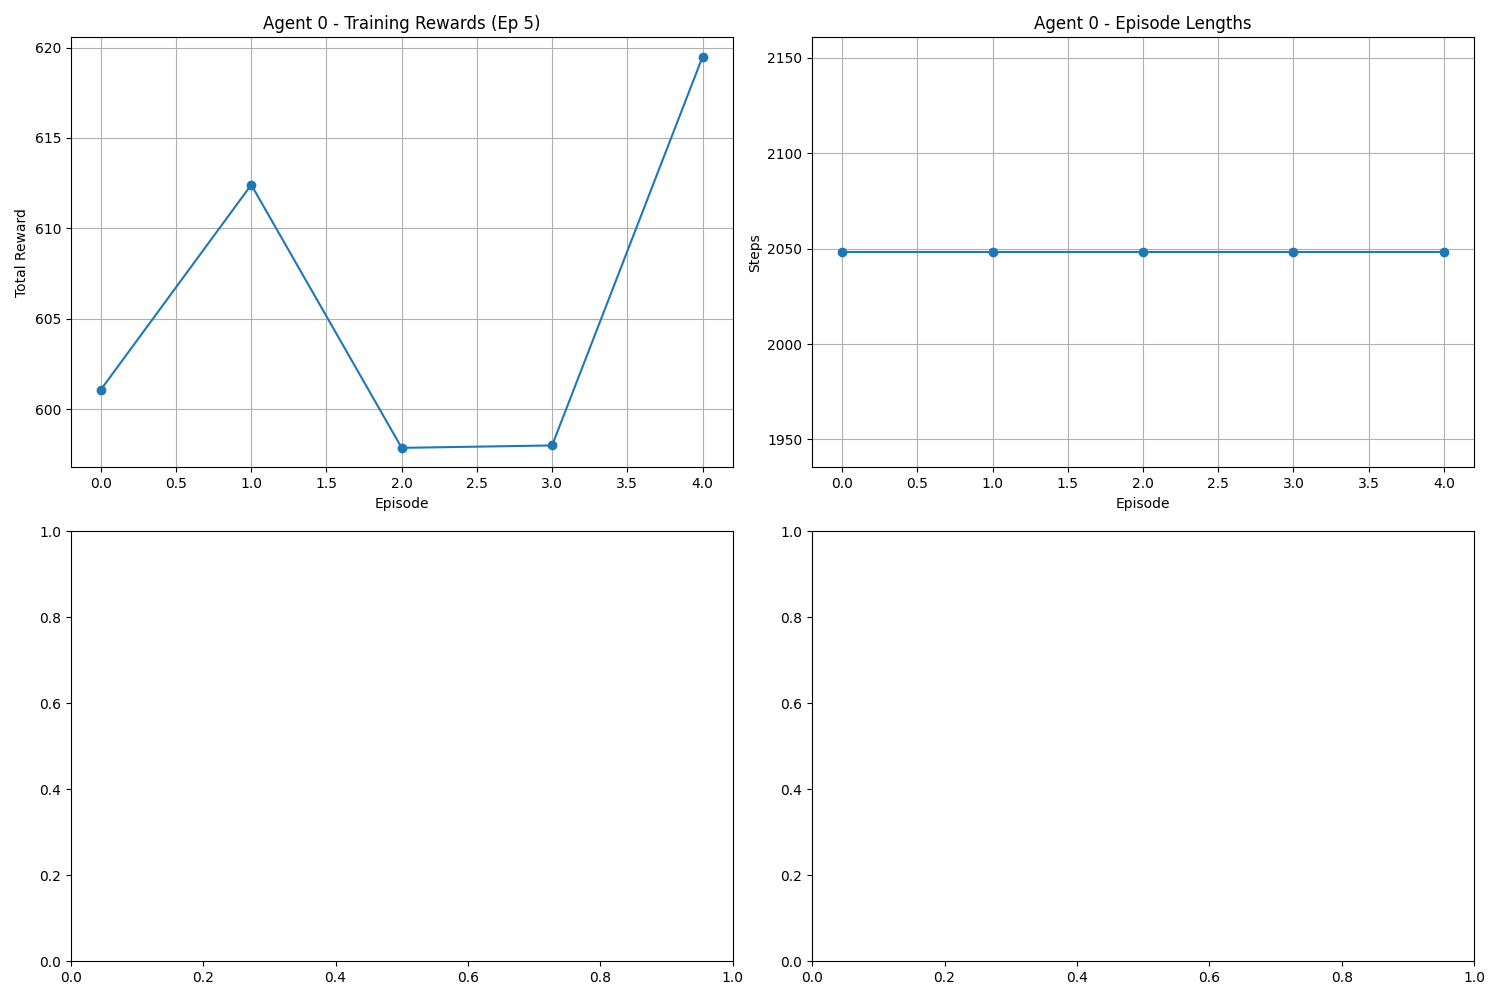 Agent 0 - Training Rewards (Ep 5)
620
615
610
605
600
Total Reward
0.0 0.5 1.0 1.5 2.0 2.5 3.0 3.5 4.0
Episode
Agent 0 - Episode Lengths
2150
2100
2050
2000
1950
Steps
0.0 0.5 1.0 1.5 2.0 2.5 3.0 3.5 4.0
Episode
1.0
0.8
0.6
0.4
0.2
0.0
0.0 0.2 0.4 0.6 0.8 1.0
1.0
0.8
0.6
0.4
0.2
0.0
0.0 0.2 0.4 0.6 0.8 1.0